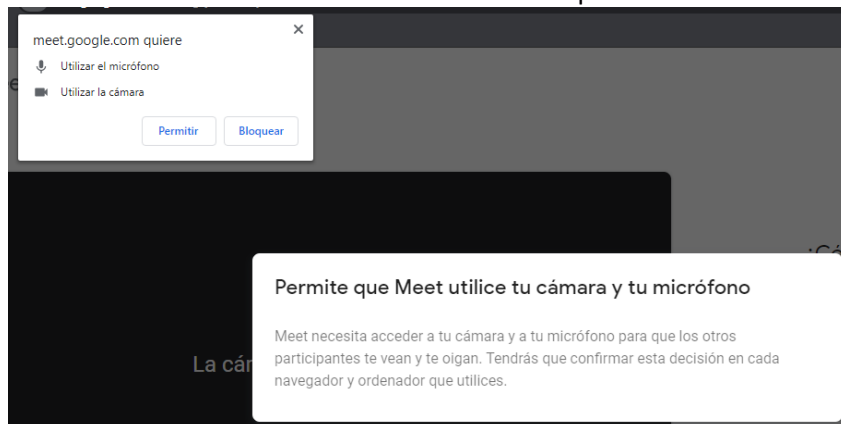 meet.google.com quiere
Utilizar el micrófono
Utilizar la cámara
Permitir Bloquear
Permite que Meet utilice tu cámara y tu micrófono
Meet necesita acceder a tu cámara y a tu micrófono para que los otros
participantes te vean y te oigan. Tendrás que confirmar esta decisión en cada
navegador y ordenador que utilices.
La cá